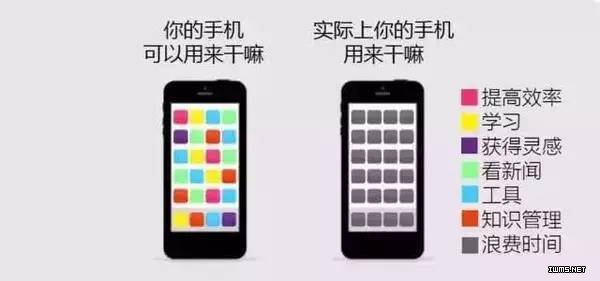 你的手机
可以用来干嘛
实际上你的手机
用来干嘛
提高效率
学习
获得灵感
看新闻
工具
知识管理
浪费时间
IWMS.NET